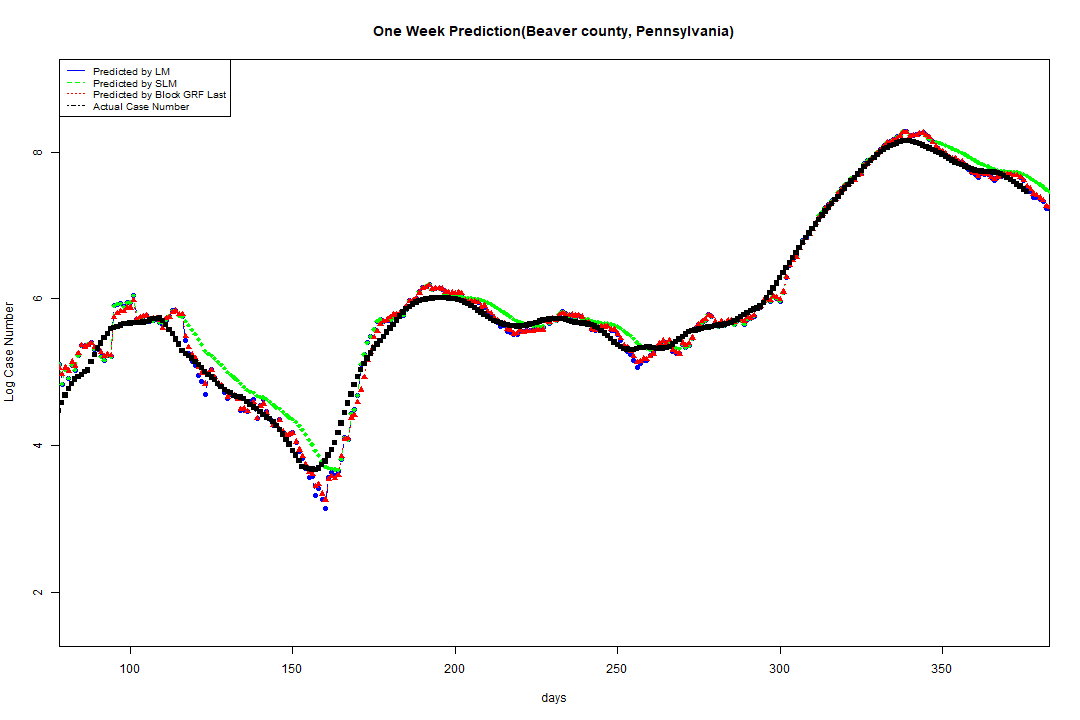 One Week Prediction(Beaver county, Pennsylvania)
Predicted by LM
Predicted by SLM
Predicted by Block GRF Last
Actual Case Number
Log Case Number
8
6
4
2
100 150 200 250 300 350
days